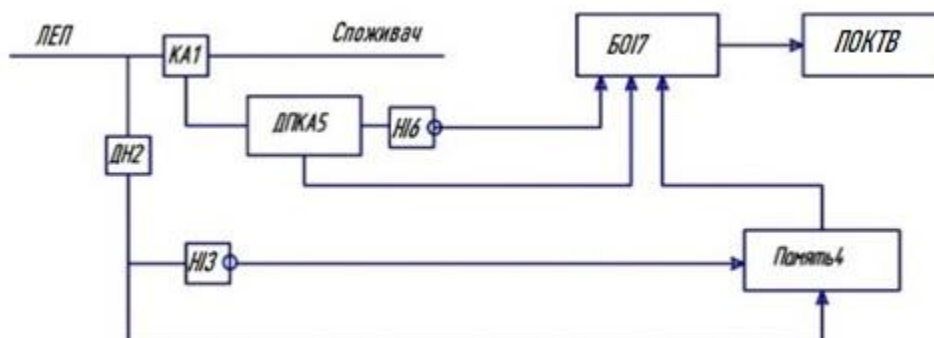 ЛЕП
КА1
Споживач
БОІ7
ПОКТВ
ДПКА5
НІ6
ДН2
НІ3
Память4